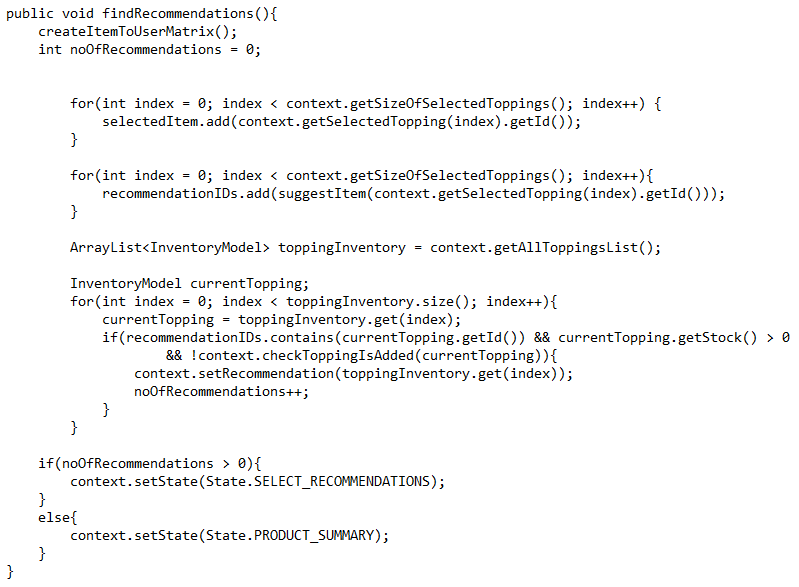 public void findRecommendations(){
    createItemToUserMatrix();
    int noOfRecommendations = 0;


        for(int index = 0; index < context.getSizeOfSelectedToppings(); index++) {
            selectedItem.add(context.getSelectedTopping(index).getId());
        }

        for(int index = 0; index < context.getSizeOfSelectedToppings(); index++){
            recommendationIDs.add(suggestItem(context.getSelectedTopping(index).getId()));
        }

        ArrayList<InventoryModel> toppingInventory = context.getAllToppingsList();

        InventoryModel currentTopping;
        for(int index = 0; index < toppingInventory.size(); index++){
            currentTopping = toppingInventory.get(index);
            if(recommendationIDs.contains(currentTopping.getId()) && currentTopping.getStock() > 0
                    && !context.checkToppingIsAdded(currentTopping)){
                context.setRecommendation(toppingInventory.get(index));
                noOfRecommendations++;
            }
        }

    if(noOfRecommendations > 0){
        context.setState(State.SELECT_RECOMMENDATIONS);
    }
    else{
        context.setState(State.PRODUCT_SUMMARY);
    }
}